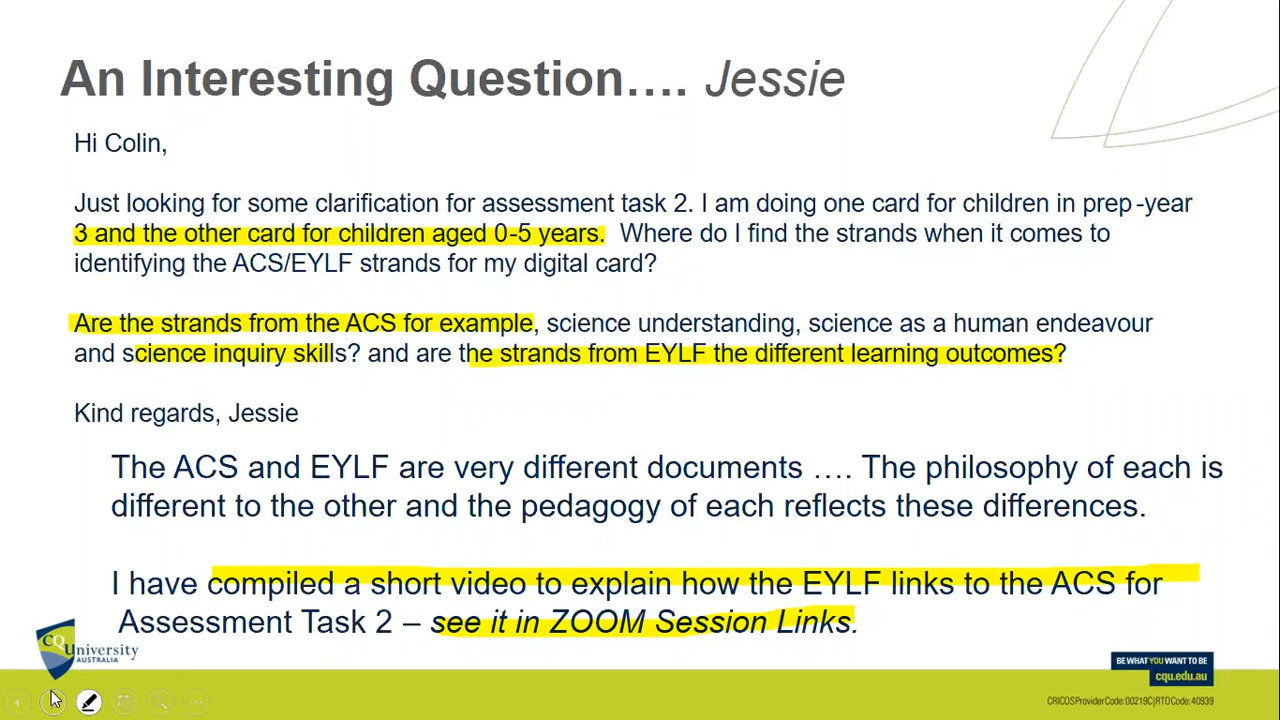 An Interesting Question…. Jessie
Hi Colin,
Just looking for some clarification for assessment task 2. I am doing one card for children in prep-year
3 and the other card for children aged 0-5 years. Where do I find the strands when it comes to
identifying the ACS/EYLF strands for my digital card?
Are the strands from the ACS for example, science understanding, science as a human endeavour
and science inquiry skills? and are the strands from EYLF the different learning outcomes?
Kind regards, Jessie
The ACS and EYLF are very different documents …. The philosophy of each is
different to the other and the pedagogy of each reflects these differences.
I have compiled a short video to explain how the EYLF links to the ACS for
Assessment Task 2 – see it in ZOOM Session Links.
CQUniversity
AUSTRALIA
BE WHAT YOU WANT TO BE
cqu.edu.au
CRICOS Provider Code: 00219C | RTO Code: 40939